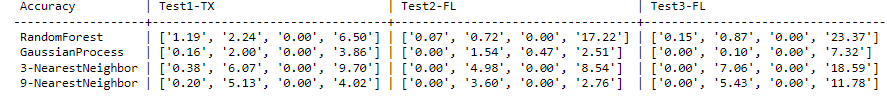 Accuracy | Test1-TX | Test2-FL | Test3-FL
RandomForest | ['1.19', '2.24', '0.00', '6.50'] | ['0.07', '0.72', '0.00', '17.22'] | ['0.15', '0.87', '0.00', '23.37']
GaussianProcess | ['0.16', '2.00', '0.00', '3.86'] | ['0.00', '1.54', '0.47', '2.51'] | ['0.00', '0.10', '0.00', '7.32']
3-NearestNeighbor | ['0.38', '6.07', '0.00', '9.70'] | ['0.00', '4.98', '0.00', '8.54'] | ['0.00', '7.06', '0.00', '18.59']
9-NearestNeighbor | ['0.20', '5.13', '0.00', '4.02'] | ['0.00', '3.60', '0.00', '2.76'] | ['0.00', '5.43', '0.00', '11.78']